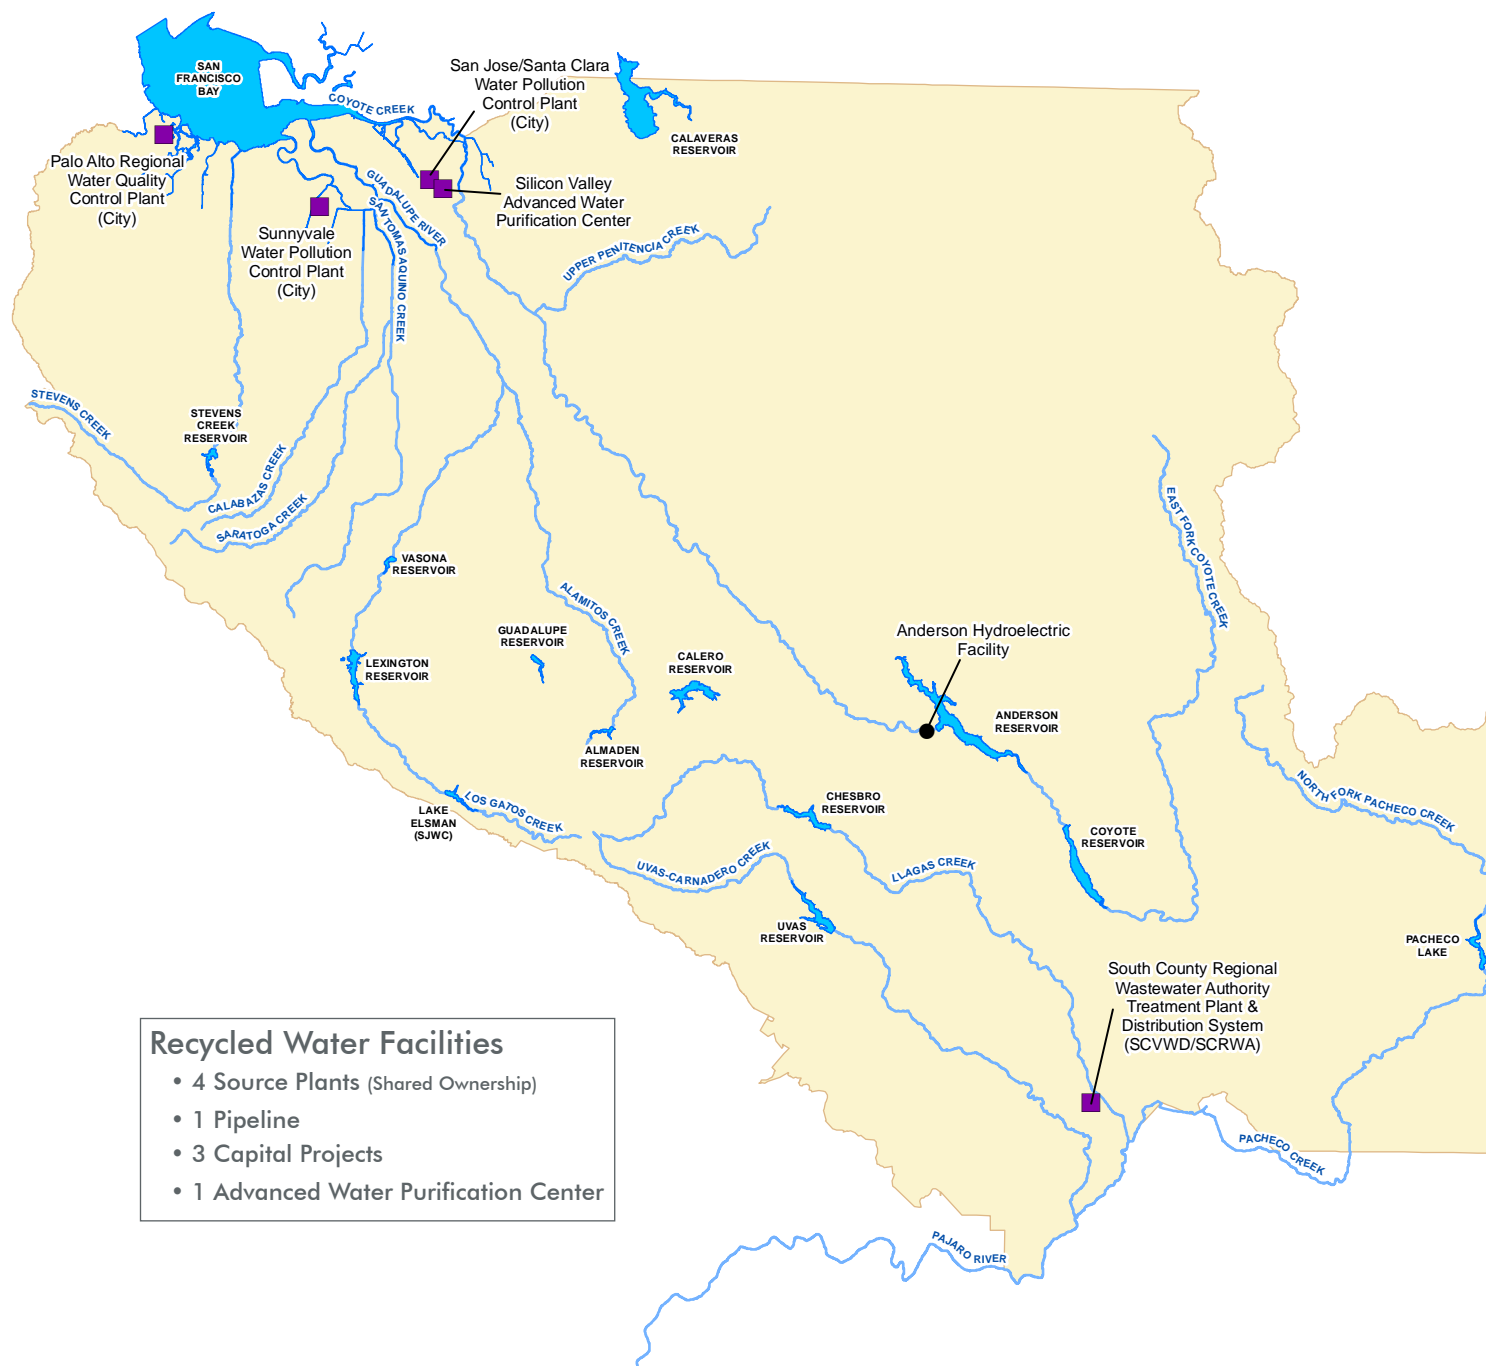 SAN
FRANCISCO
BAY
COYOTE CREEK
San Jose/Santa Clara
Water Pollution
Control Plant
(City)
CALAVERAS
RESERVOIR
Palo Alto Regional
Water Quality
Control Plant
(City)
Silicon Valley
Advanced Water
Purification Center
GUADALUPE RIVER
SAN TOMAS AQUINO CREEK
Sunnyvale
Water Pollution
Control Plant
(City)
UPPER PENITENCIA CREEK
STEVENS CREEK
STEVENS
CREEK
RESERVOIR
CALABAZAS CREEK
SARATOGA CREEK
EAST FORK COYOTE CREEK
VASONA
RESERVOIR
ALAMITOS CREEK
GUADALUPE
RESERVOIR
LEXINGTON
RESERVOIR
CALERO
RESERVOIR
Anderson Hydroelectric
Facility
ANDERSON
RESERVOIR
ALMADEN
RESERVOIR
NORTH FORK PACHECO CREEK
LAKE
ELSMAN
(SJWC)
LOS GATOS CREEK
CHESBRO
RESERVOIR
COYOTE
RESERVOIR
UVAS-CARNADERO CREEK
LLAGAS CREEK
UVAS
RESERVOIR
PACHECO
LAKE
South County Regional
Wastewater Authority
Treatment Plant &
Distribution System
(SCVWD/SCRWA)
Recycled Water Facilities
• 4 Source Plants (Shared Ownership)
• 1 Pipeline
• 3 Capital Projects
• 1 Advanced Water Purification Center
PACHECO CREEK
PAJARO RIVER